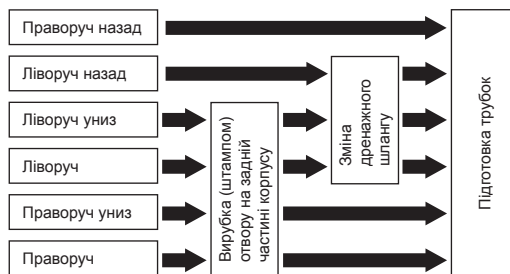 Праворуч назад
Ліворуч назад
Ліворуч униз
Ліворуч
Праворуч униз
Праворуч
Вирубка (штампом)
отвору на задній
частині корпусу
Зміна
дренажного
шлангу
Підготовка трубок